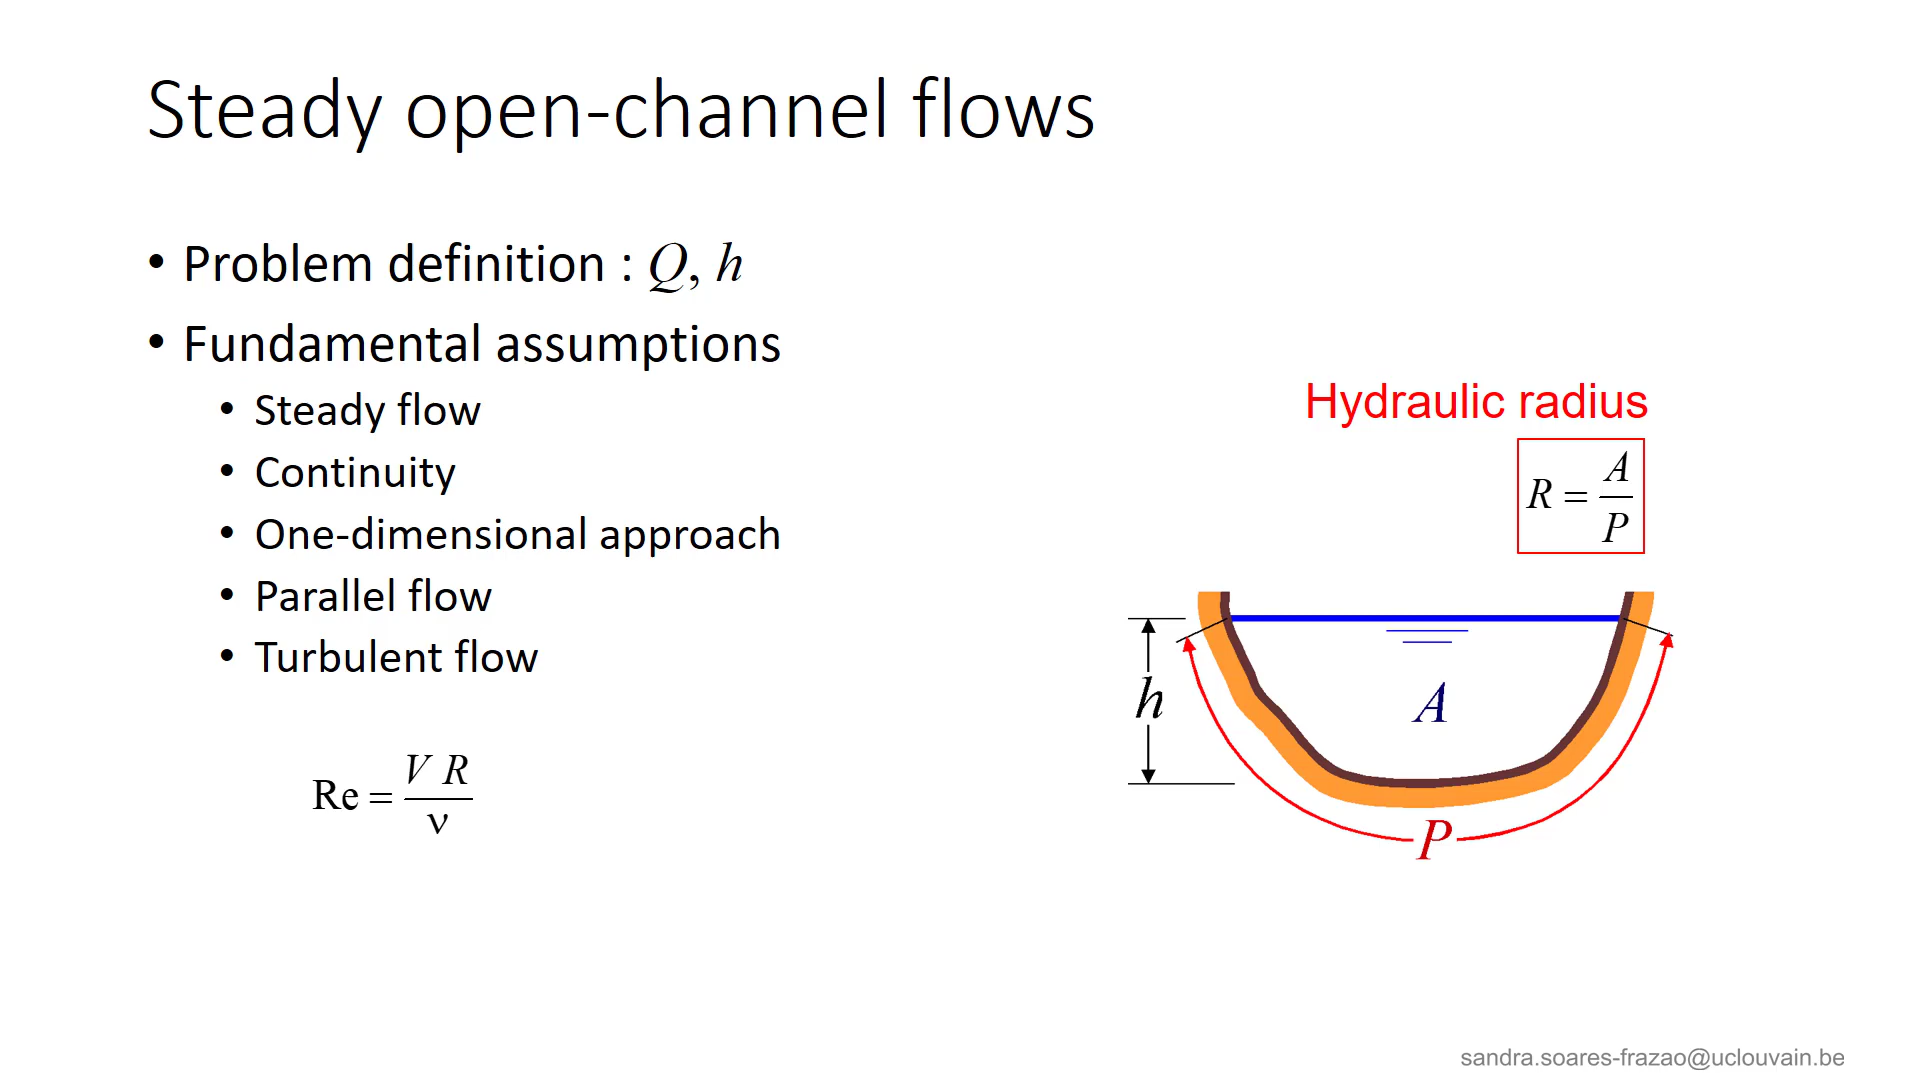 Steady open-channel flows
• Problem definition : Q, h
• Fundamental assumptions
• Steady flow
• Continuity
• One-dimensional approach
• Parallel flow
• Turbulent flow
Re = V R / ν
Hydraulic radius
R = A / P
h
A
P
sandra.soares-frazao@uclouvain.be